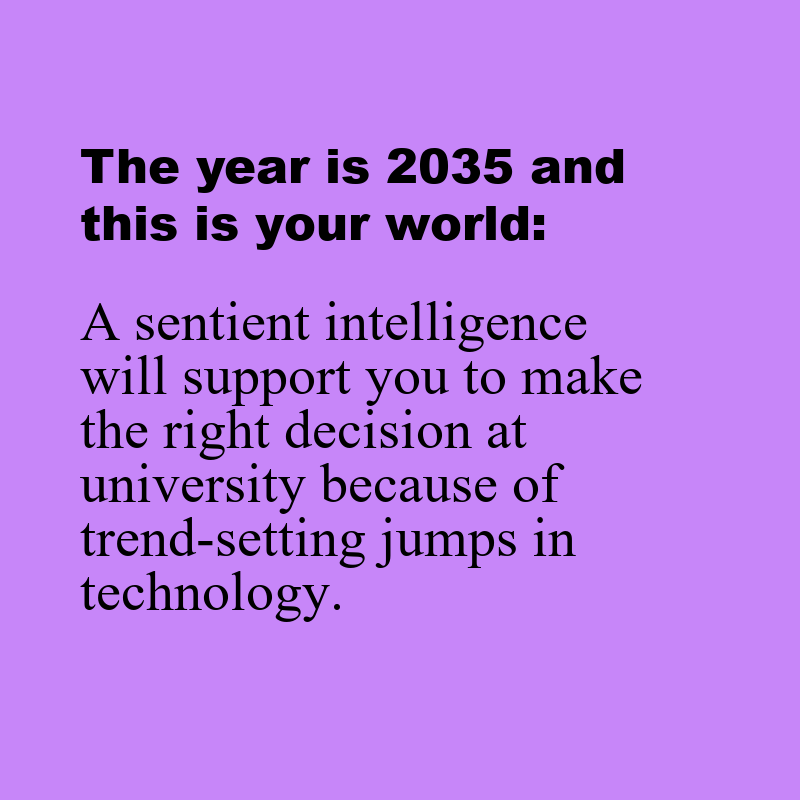 The year is 2035 and
this is your world:
A sentient intelligence
will support you to make
the right decision at
university because of
trend-setting jumps in
technology.